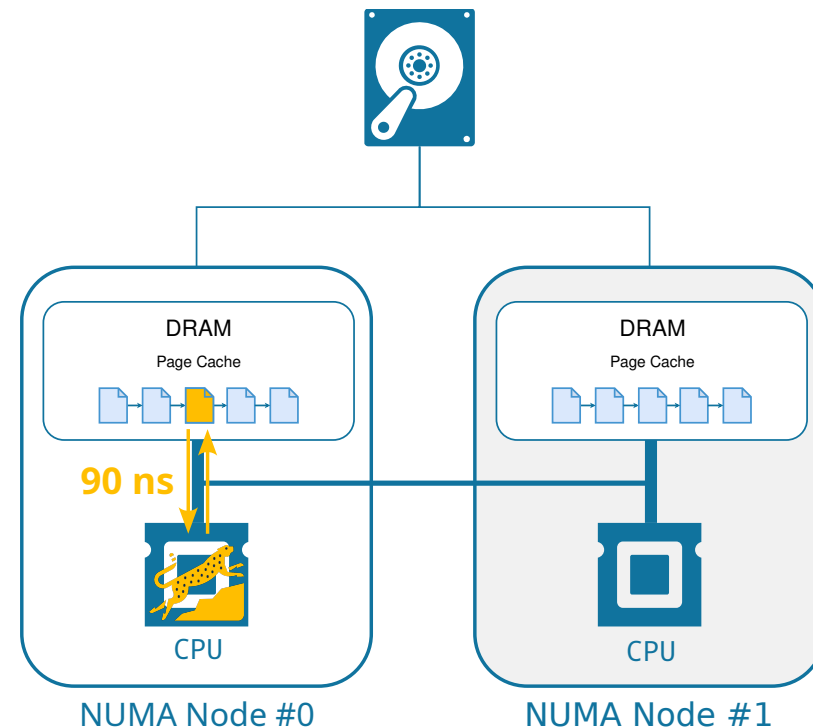 DRAM
Page Cache
90 ns
CPU
NUMA Node #0
DRAM
Page Cache
CPU
NUMA Node #1